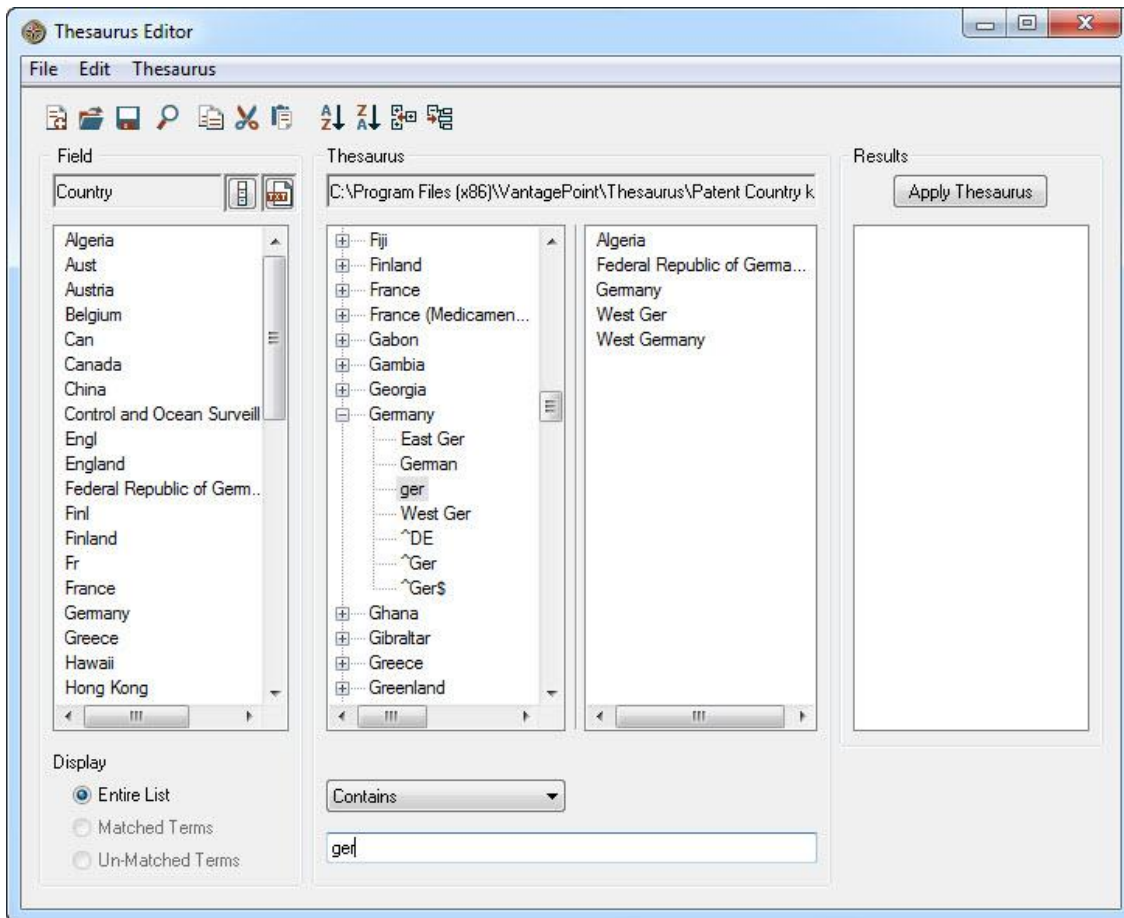 Thesaurus Editor
File Edit Thesaurus
Field
Country
TXT
Algeria
Aust
Austria
Belgium
Can
Canada
China
Control and Ocean Surveill
Engl
England
Federal Republic of Germ...
Finl
Finland
Fr
France
Germany
Greece
Hawaii
Hong Kong
Display
Entire List
Matched Terms
Un-Matched Terms
Thesaurus
C:\Program Files (x86)\VantagePoint\Thesaurus\Patent Country k
Fiji
Finland
France
France (Medicamen...
Gabon
Gambia
Georgia
Germany
East Ger
German
ger
West Ger
^DE
^Ger
^Ger$
Ghana
Gibraltar
Greece
Greenland
Algeria
Federal Republic of Germa...
Germany
West Ger
West Germany
Contains
ger
Results
Apply Thesaurus